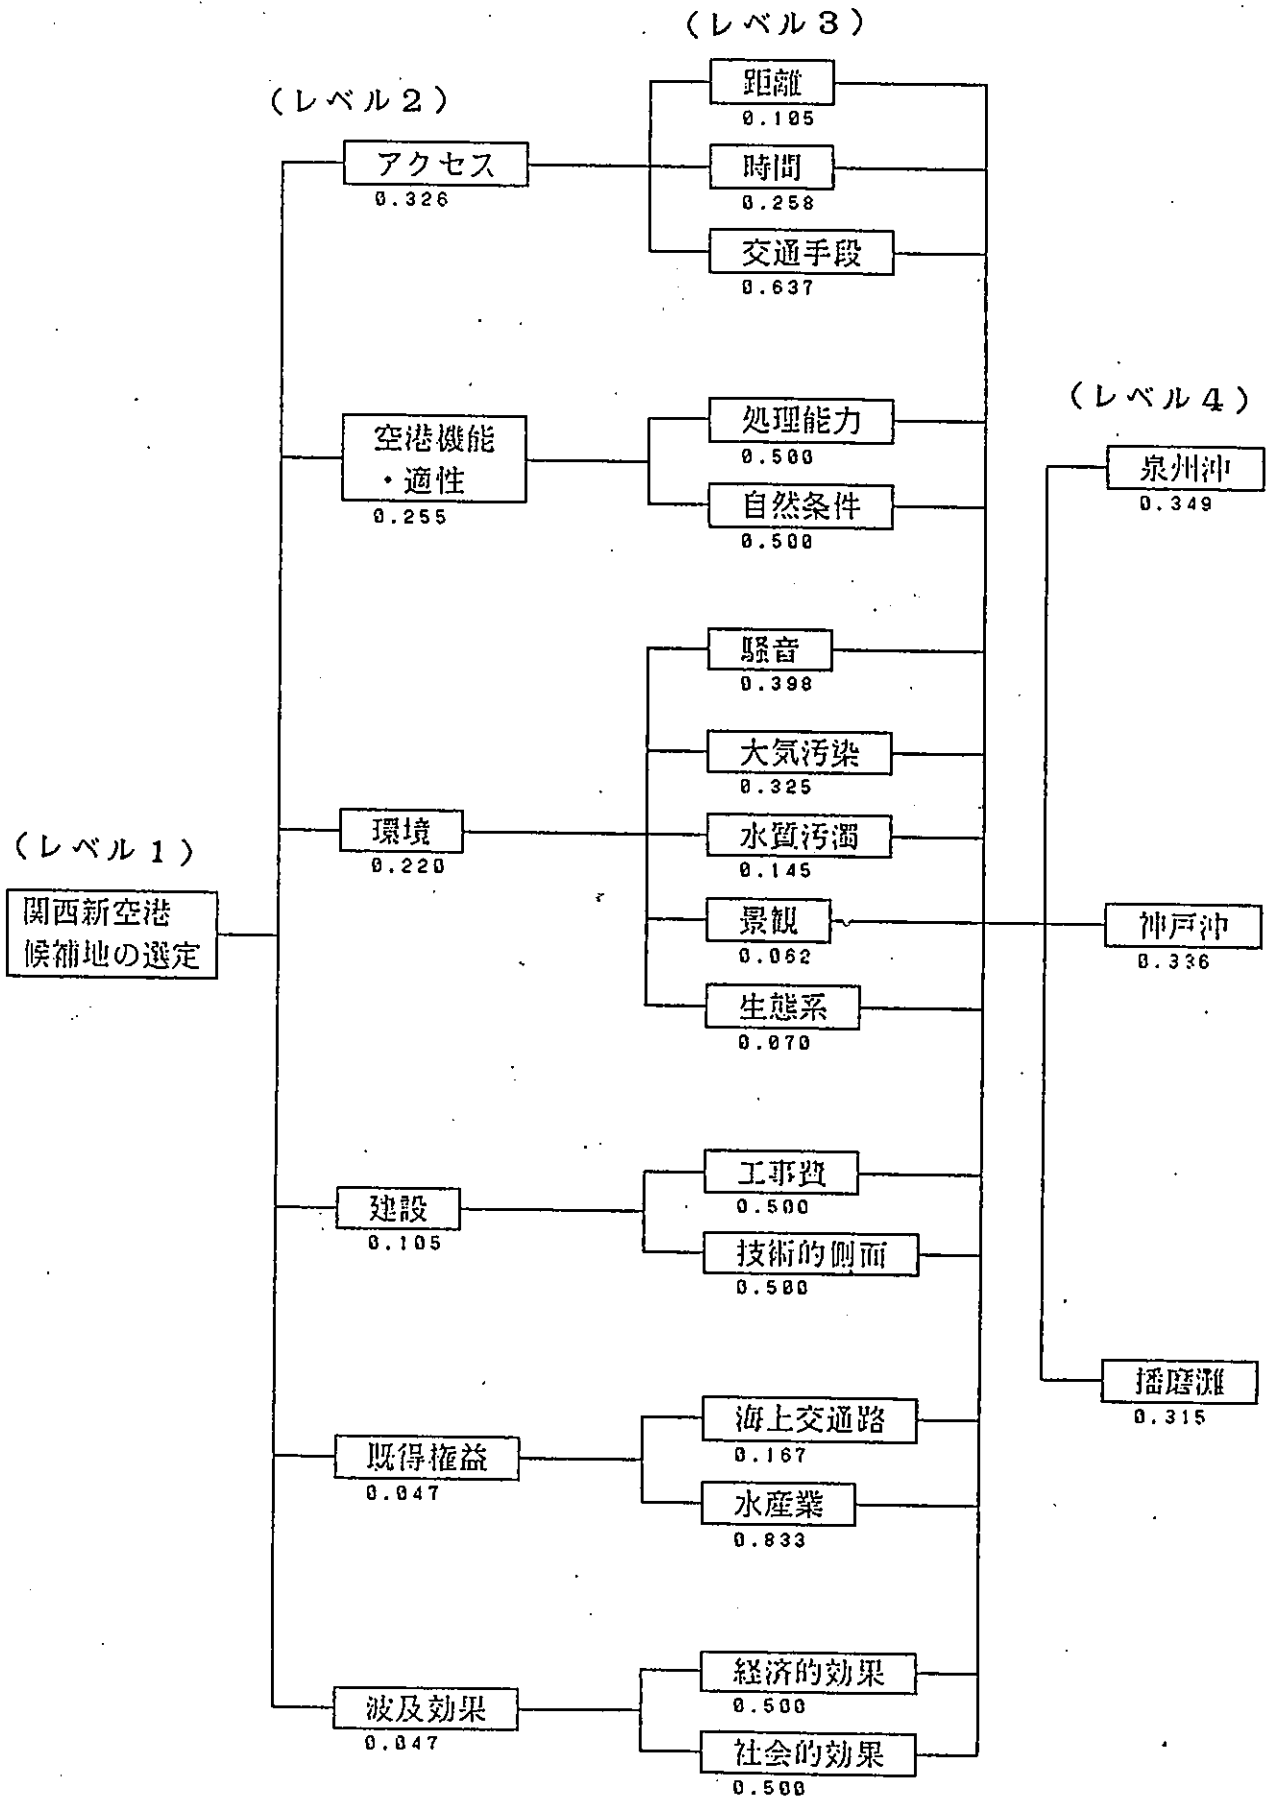 (レベル3)
(レベル2)
距離
0.105
アクセス
0.326
時間
0.258
交通手段
0.637
(レベル4)
空港機能
・適性
0.255
処理能力
0.500
自然条件
0.500
泉州沖
0.349
騒音
0.398
大気汚染
0.325
(レベル1)
関西新空港
候補地の選定
環境
0.220
水質汚濁
0.145
景観
0.062
生態系
0.070
神戸沖
0.336
建設
0.105
工事費
0.500
技術的側面
0.500
播磨灘
0.315
既得権益
0.047
海上交通路
0.167
水産業
0.833
波及効果
0.047
経済的効果
0.500
社会的効果
0.500